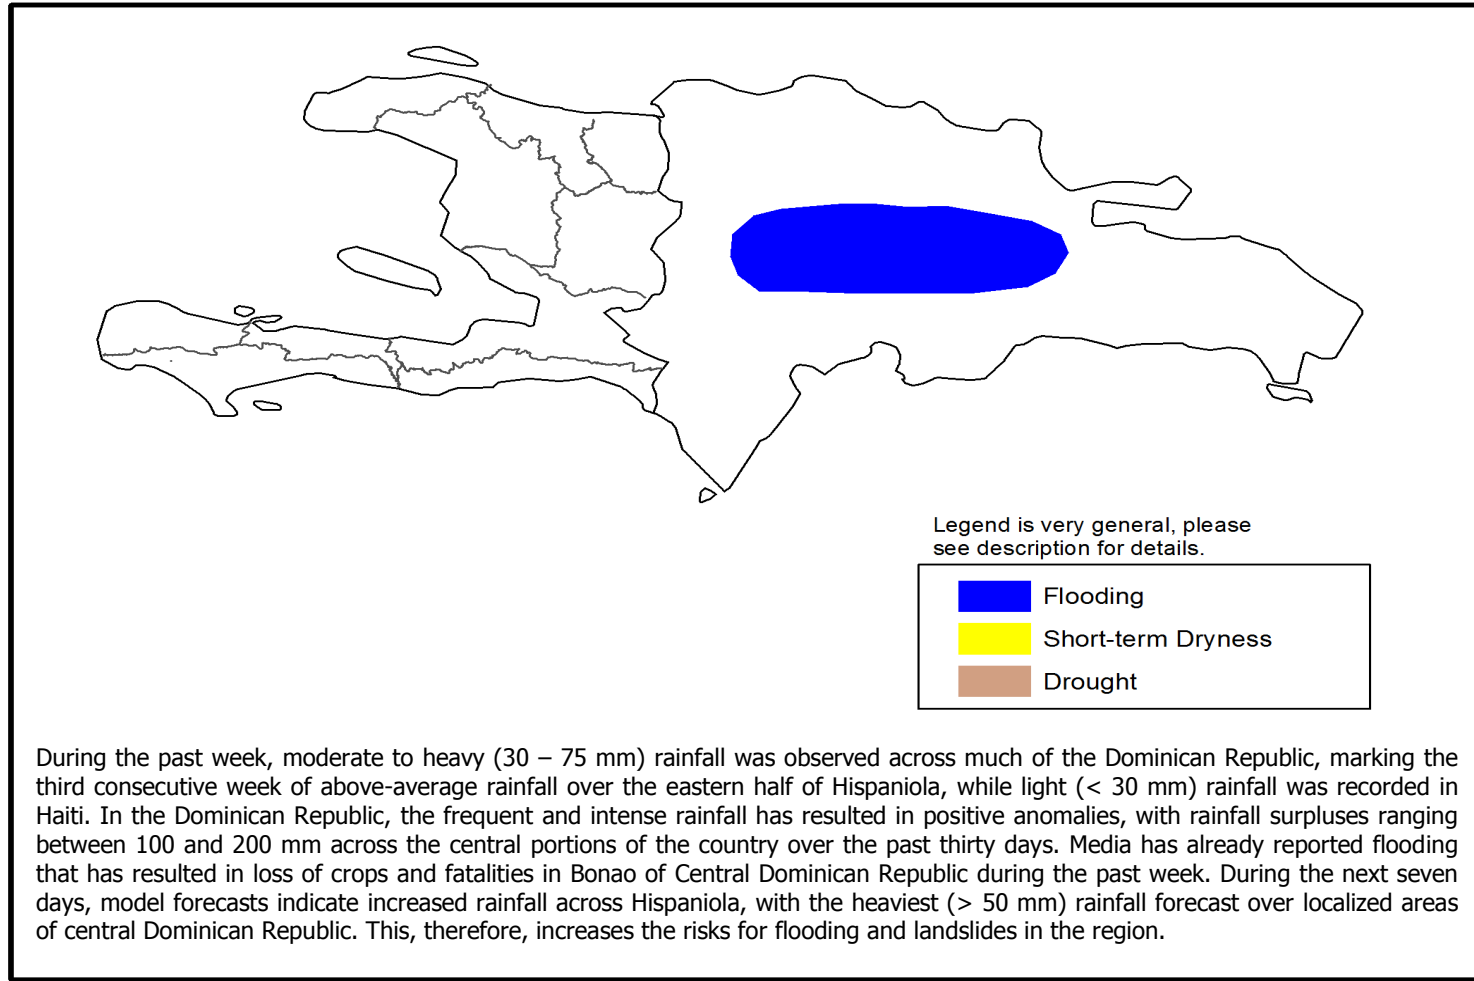 Legend is very general, please
see description for details.
Flooding
Short-term Dryness
Drought
During the past week, moderate to heavy (30 – 75 mm) rainfall was observed across much of the Dominican Republic, marking the
third consecutive week of above-average rainfall over the eastern half of Hispaniola, while light (< 30 mm) rainfall was recorded in
Haiti. In the Dominican Republic, the frequent and intense rainfall has resulted in positive anomalies, with rainfall surpluses ranging
between 100 and 200 mm across the central portions of the country over the past thirty days. Media has already reported flooding
that has resulted in loss of crops and fatalities in Bonao of Central Dominican Republic during the past week. During the next seven
days, model forecasts indicate increased rainfall across Hispaniola, with the heaviest (> 50 mm) rainfall forecast over localized areas
of central Dominican Republic. This, therefore, increases the risks for flooding and landslides in the region.